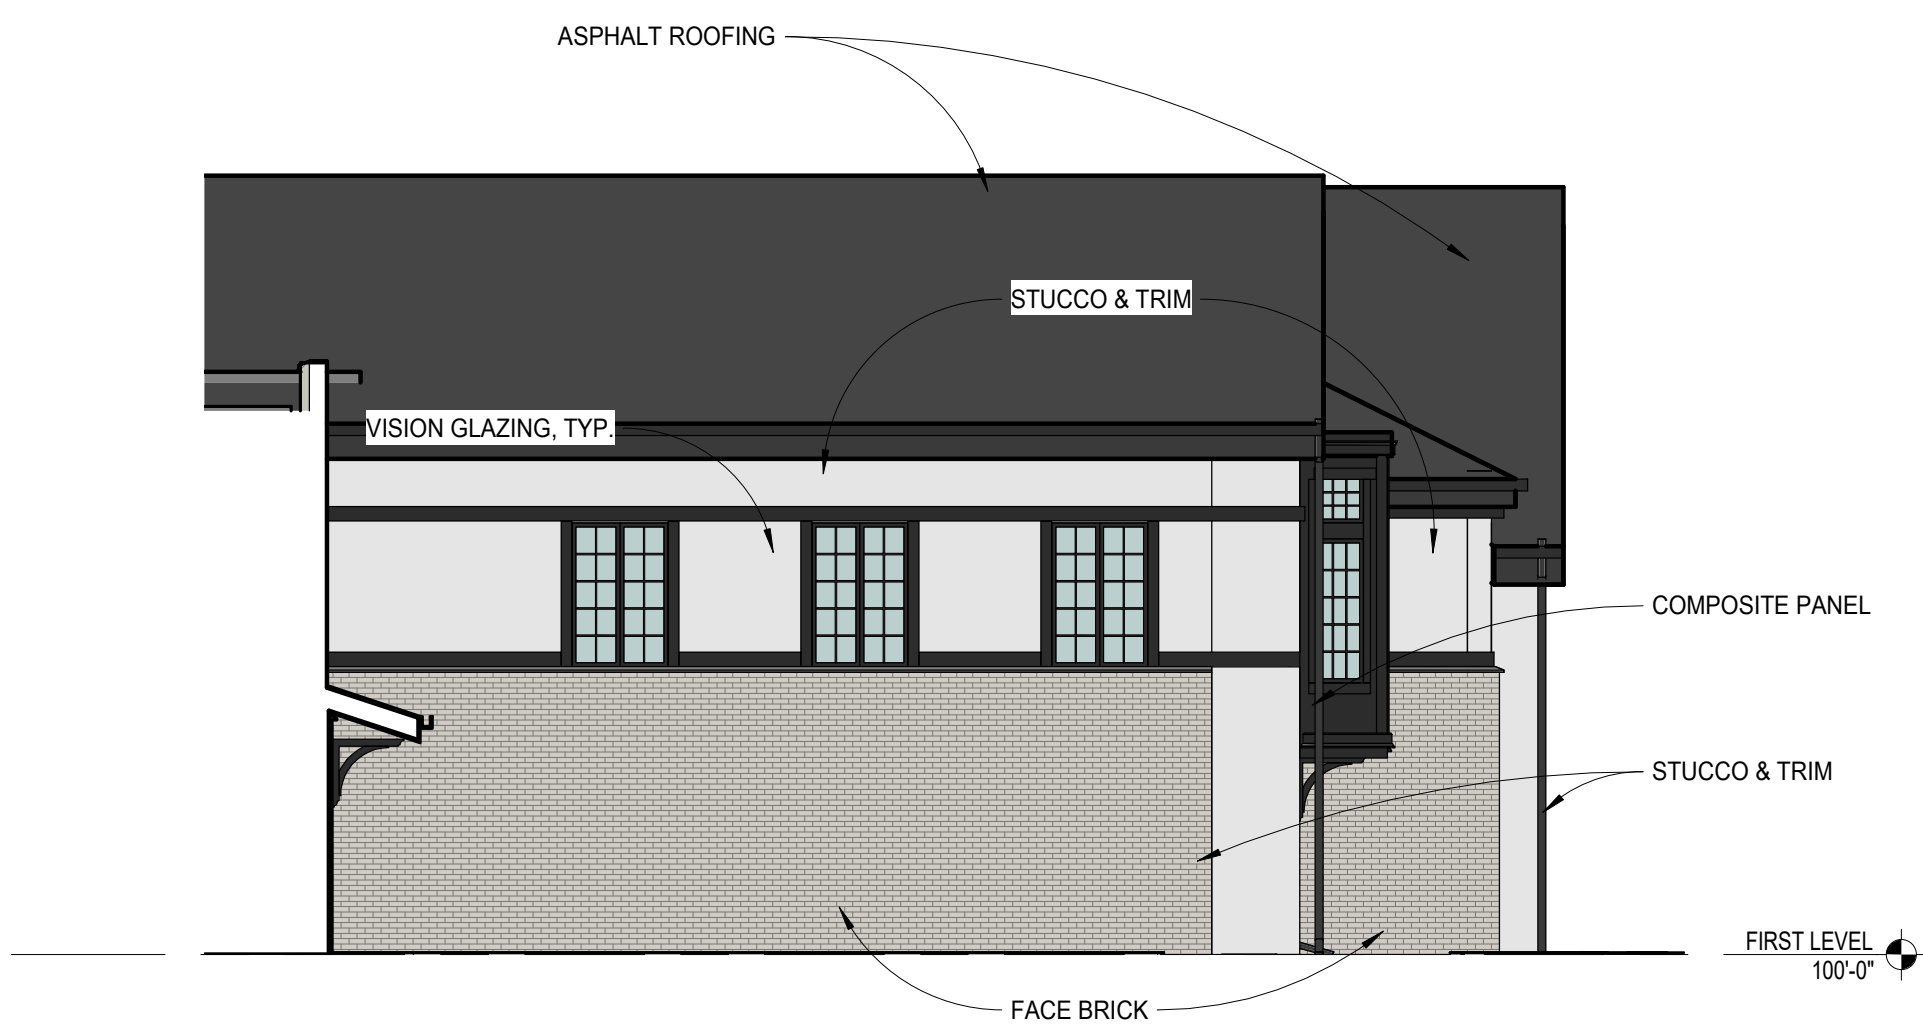 ASPHALT ROOFING
STUCCO & TRIM
VISION GLAZING, TYP.
COMPOSITE PANEL
STUCCO & TRIM
FIRST LEVEL
100'-0"
FACE BRICK